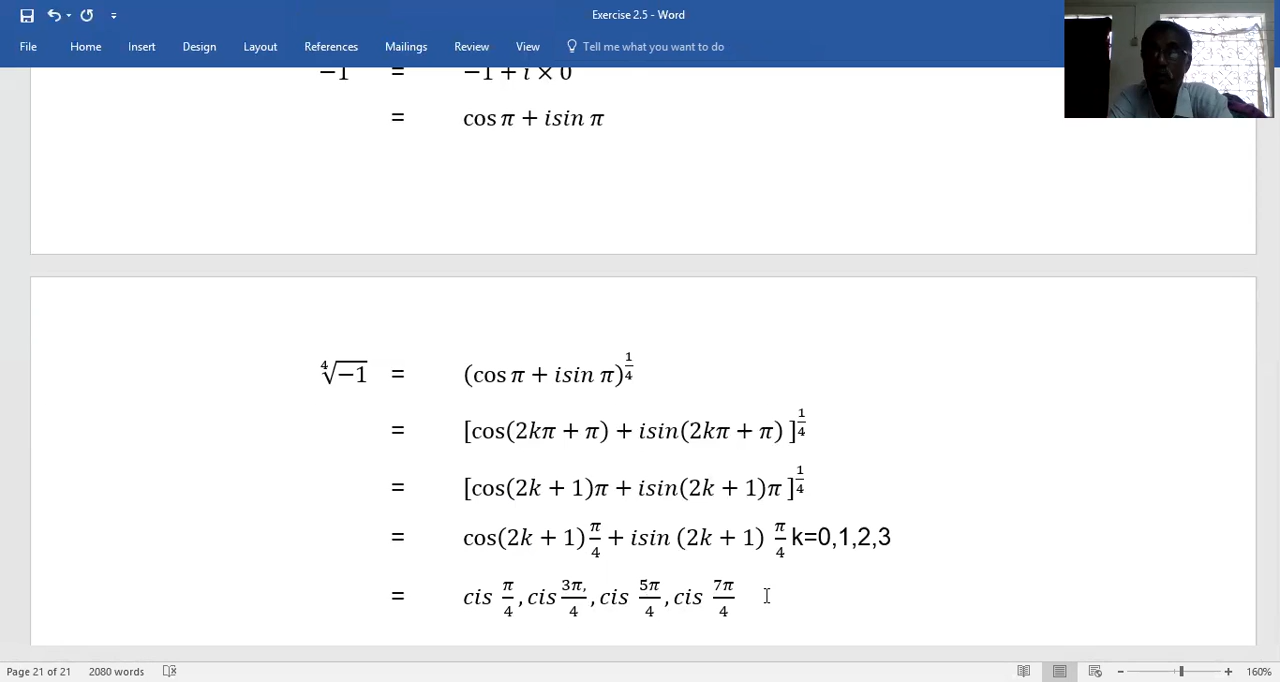 Exercise 2.5 - Word
File Home Insert Design Layout References Mailings Review View Tell me what you want to do
−1 = −1 + i × 0
= cos π + isin π
∜−1 = (cos π + isin π)^(1/4)
= [cos(2kπ + π) + isin(2kπ + π) ]^(1/4)
= [cos(2k + 1)π + isin(2k + 1)π ]^(1/4)
= cos(2k + 1) π/4 + isin (2k + 1) π/4 k=0,1,2,3
= cis π/4 , cis 3π,/4 , cis 5π/4 , cis 7π/4
Page 21 of 21 2080 words 160%